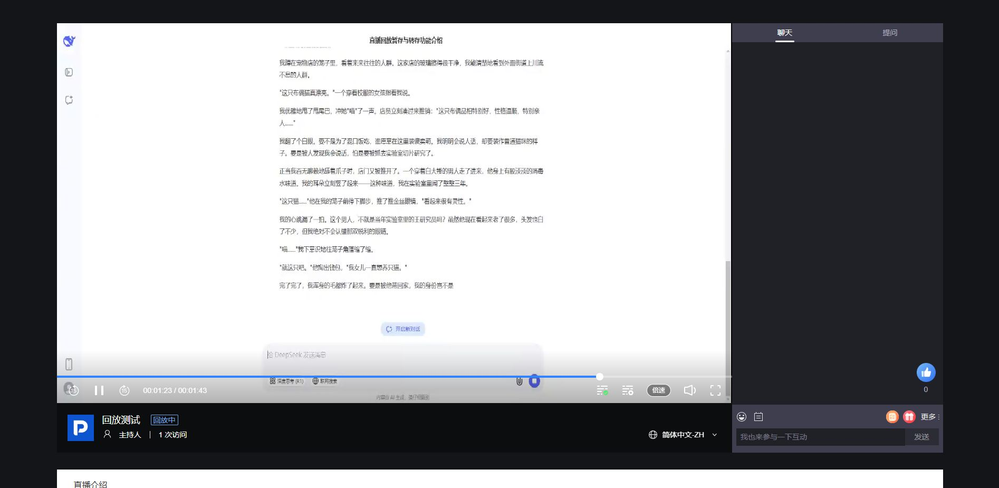 直播回放暂存与转存功能介绍
我蹲在宠物店的笼子里，看着来来往往的人群。这家店的玻璃擦得很干净，我能清楚地看到外面街道上川流
不息的人群。
"这只布偶猫真漂亮。"一个穿着校服的女孩指着我说。
我优雅地甩了甩尾巴，冲她"喵"了一声。店员立刻凑过来推销："这只布偶品相特别好，性格温顺，特别亲
人......"
我翻了个白眼。要不是为了混口饭吃，谁愿意在这里装傻卖萌。我明明会说人话，却要装作普通猫咪的样
子。要是被人发现我会说话，怕是要被抓去实验室切片研究了。
正当我百无聊赖地舔着爪子时，店门又被推开了。一个穿着白大褂的男人走了进来，他身上有股淡淡的消毒
水味道。我的耳朵立刻竖了起来——这种味道，我在实验室里闻了整整三年。
"这只猫......"他在我的笼子前停下脚步，推了推金丝眼镜，"看起来很有灵性。"
我的心跳漏了一拍。这个男人，不就是当年实验室里的王研究员吗？虽然他现在看起来老了很多，头发也白
了不少，但我绝对不会认错那双锐利的眼睛。
"喵......"我下意识地往笼子角落缩了缩。
"就这只吧。"他掏出钱包，"我女儿一直想养只猫。"
完了完了，我浑身的毛都炸了起来。要是被他带回家，我的身份岂不是
开启新对话
给 DeepSeek 发送消息
深度思考 (R1) 联网搜索
内容由 AI 生成，请仔细甄别
15 15 00:01:23 / 00:01:43 倍速
回放测试 回放中
主持人 | 1 次访问
简体中文-ZH
聊天 提问
0
更多
我也来参与一下互动 发送
直播介绍